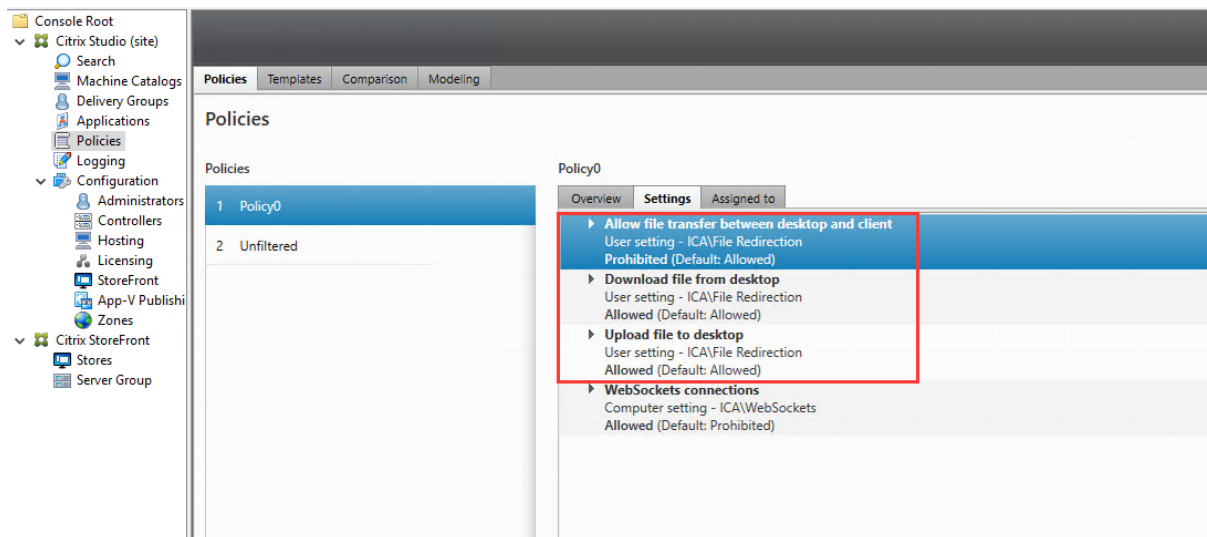 Console Root
Citrix Studio (site)
Search
Machine Catalogs
Delivery Groups
Applications
Policies
Logging
Configuration
Administrators
Controllers
Hosting
Licensing
StoreFront
App-V Publishi
Zones
Citrix StoreFront
Stores
Server Group
Policies Templates Comparison Modeling
Policies
Policies
1 Policy0
2 Unfiltered
Policy0
Overview Settings Assigned to
Allow file transfer between desktop and client
User setting - ICA\File Redirection
Prohibited (Default: Allowed)
Download file from desktop
User setting - ICA\File Redirection
Allowed (Default: Allowed)
Upload file to desktop
User setting - ICA\File Redirection
Allowed (Default: Allowed)
WebSockets connections
Computer setting - ICA\WebSockets
Allowed (Default: Prohibited)